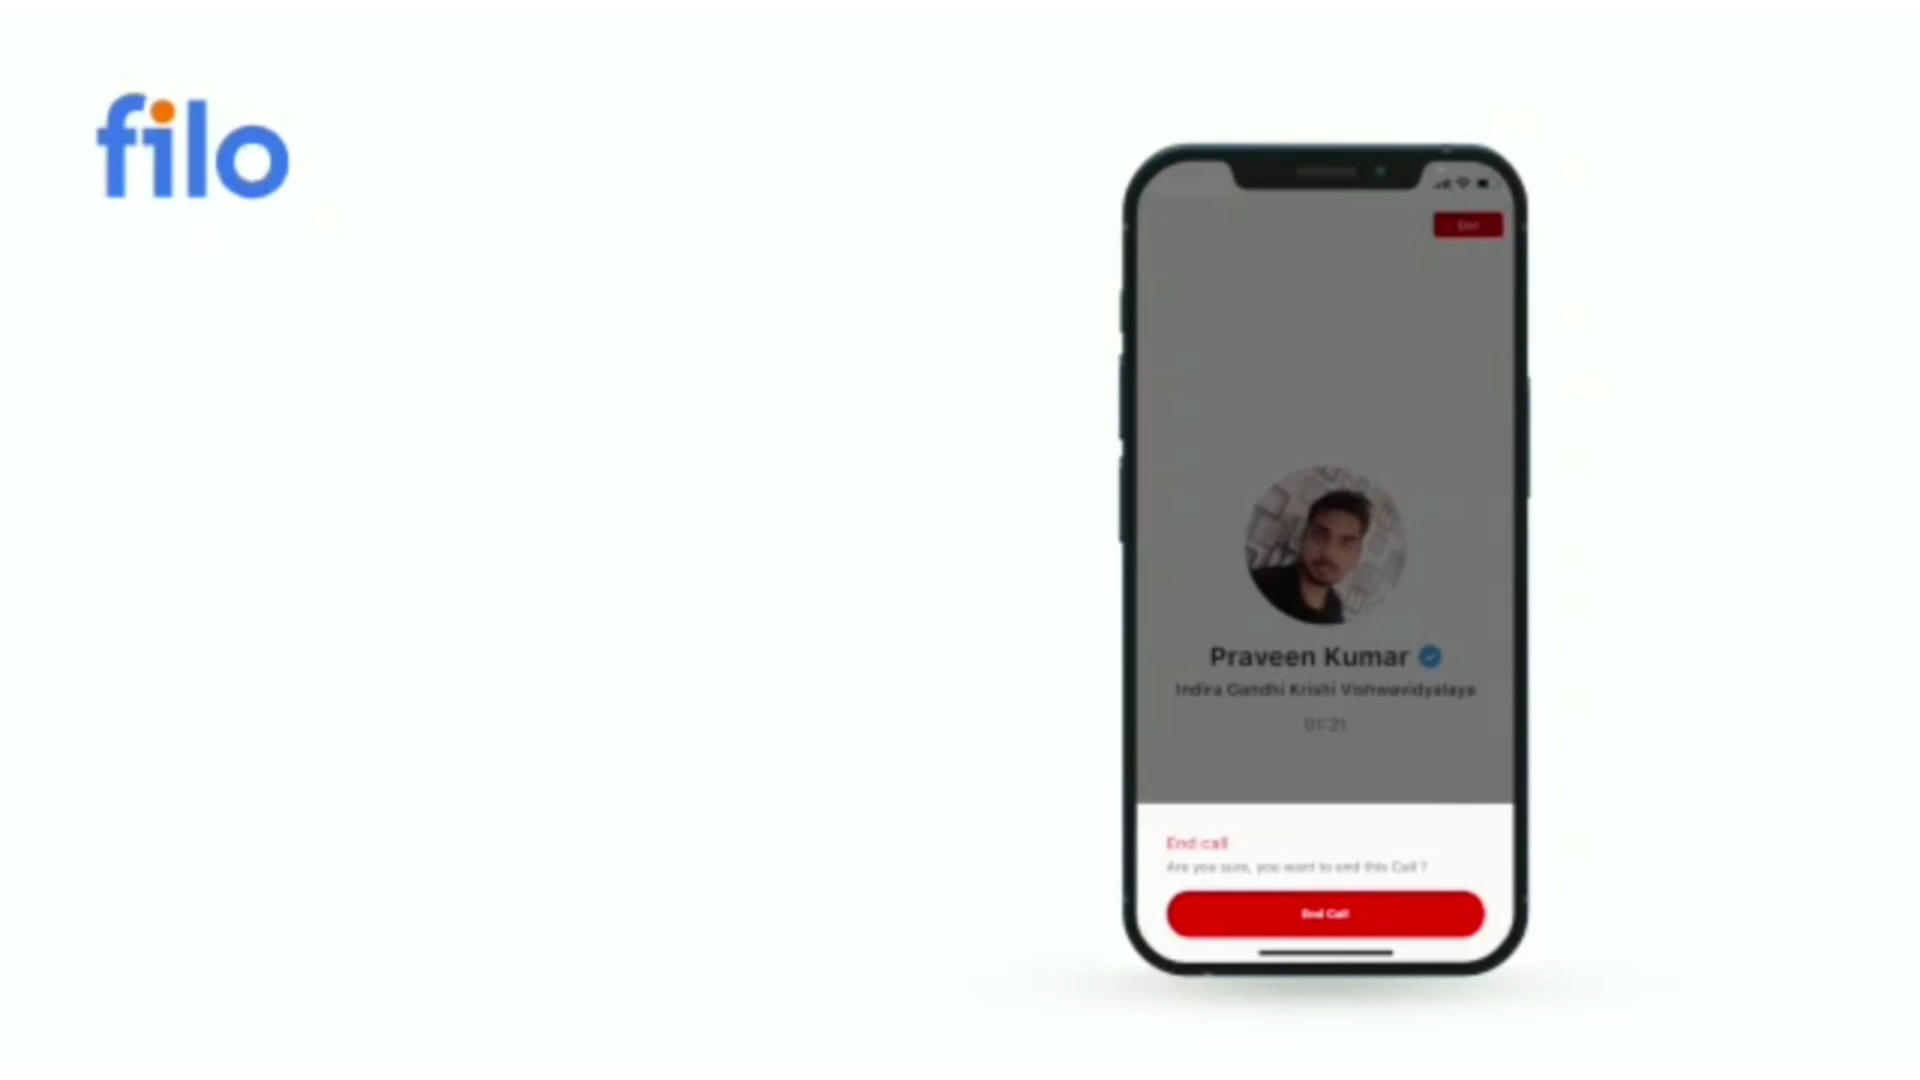 filo
End
Praveen Kumar
Indira Gandhi Krishi Vishwavidyalaya
01:21
End call
Are you sure, you want to end this Call ?
End Call